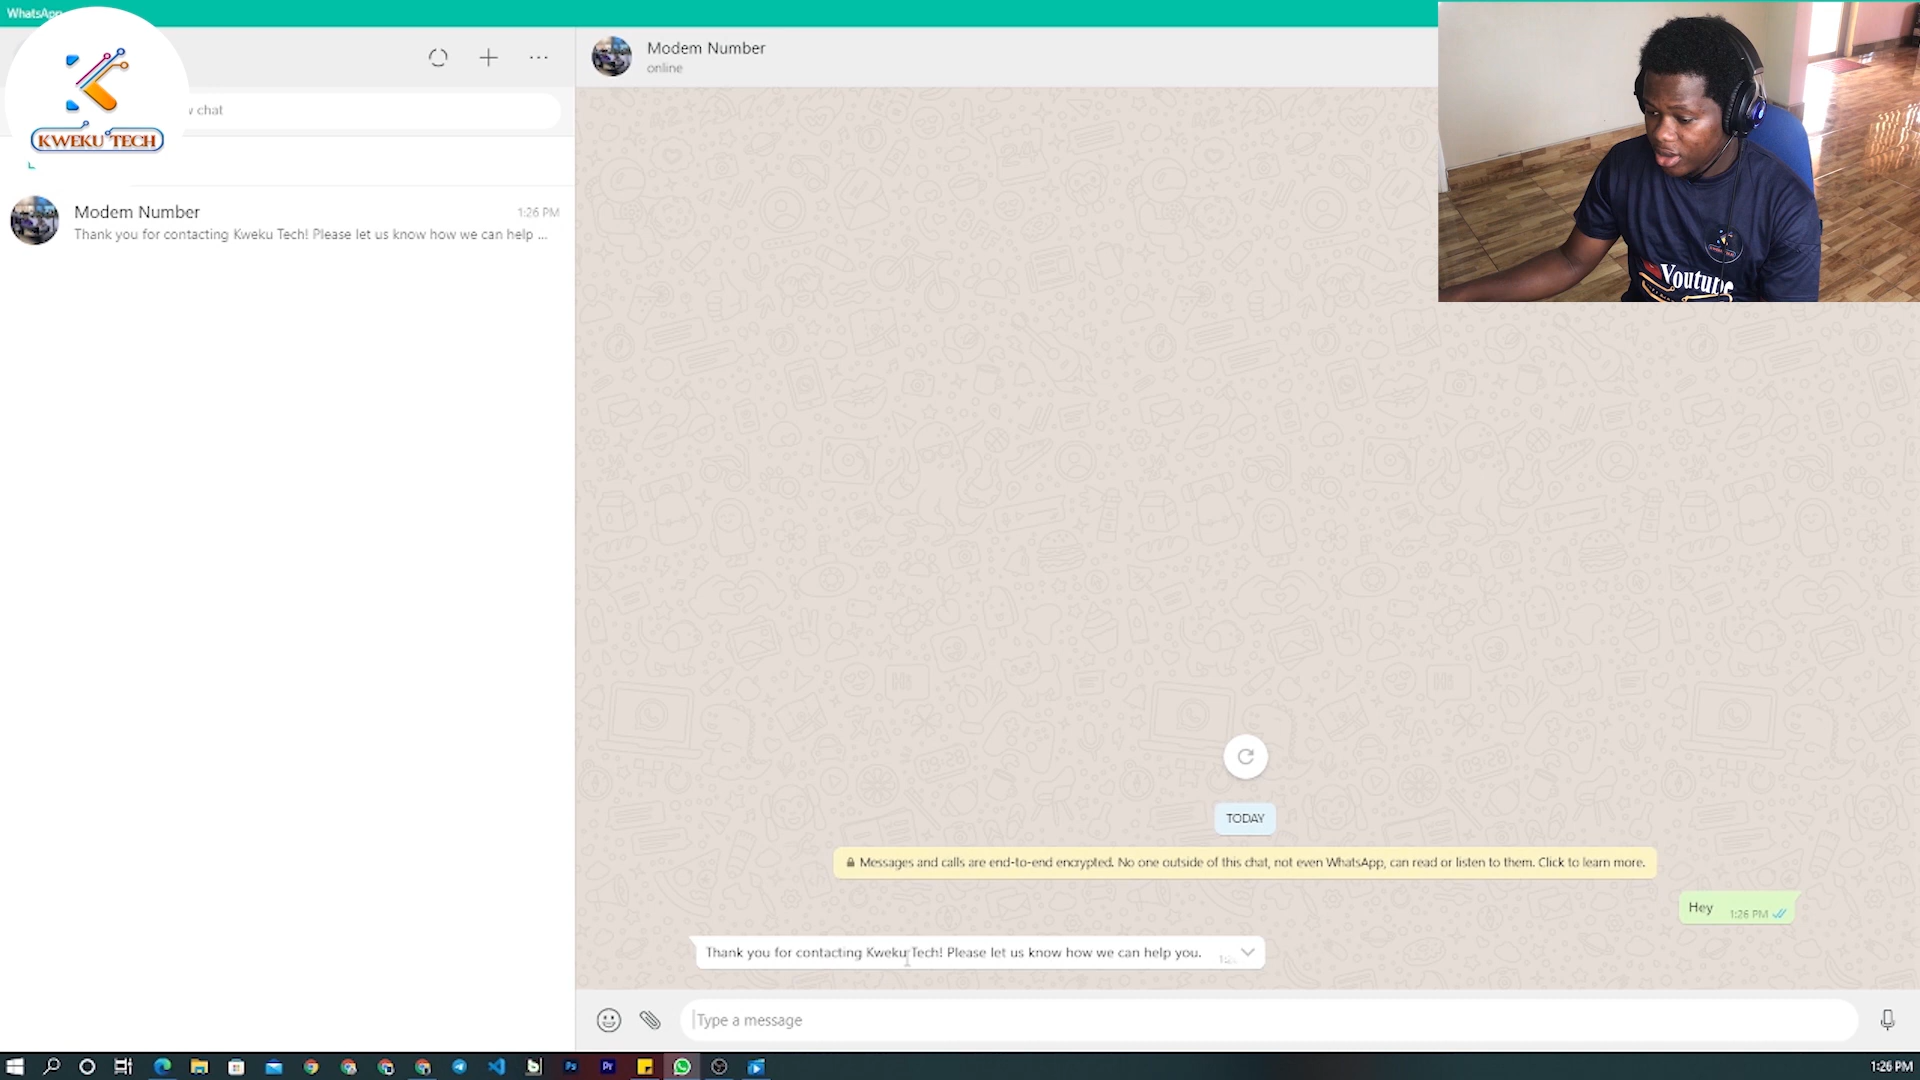 WhatsApp
KWEKU TECH
chat
Modem Number
1:26 PM
Thank you for contacting Kweku Tech! Please let us know how we can help ...
Modem Number
online
Youtube
TODAY
Messages and calls are end-to-end encrypted. No one outside of this chat, not even WhatsApp, can read or listen to them. Click to learn more.
Hey
1:26 PM
Thank you for contacting Kweku Tech! Please let us know how we can help you.
Type a message
Ps
Pr
1:26 PM